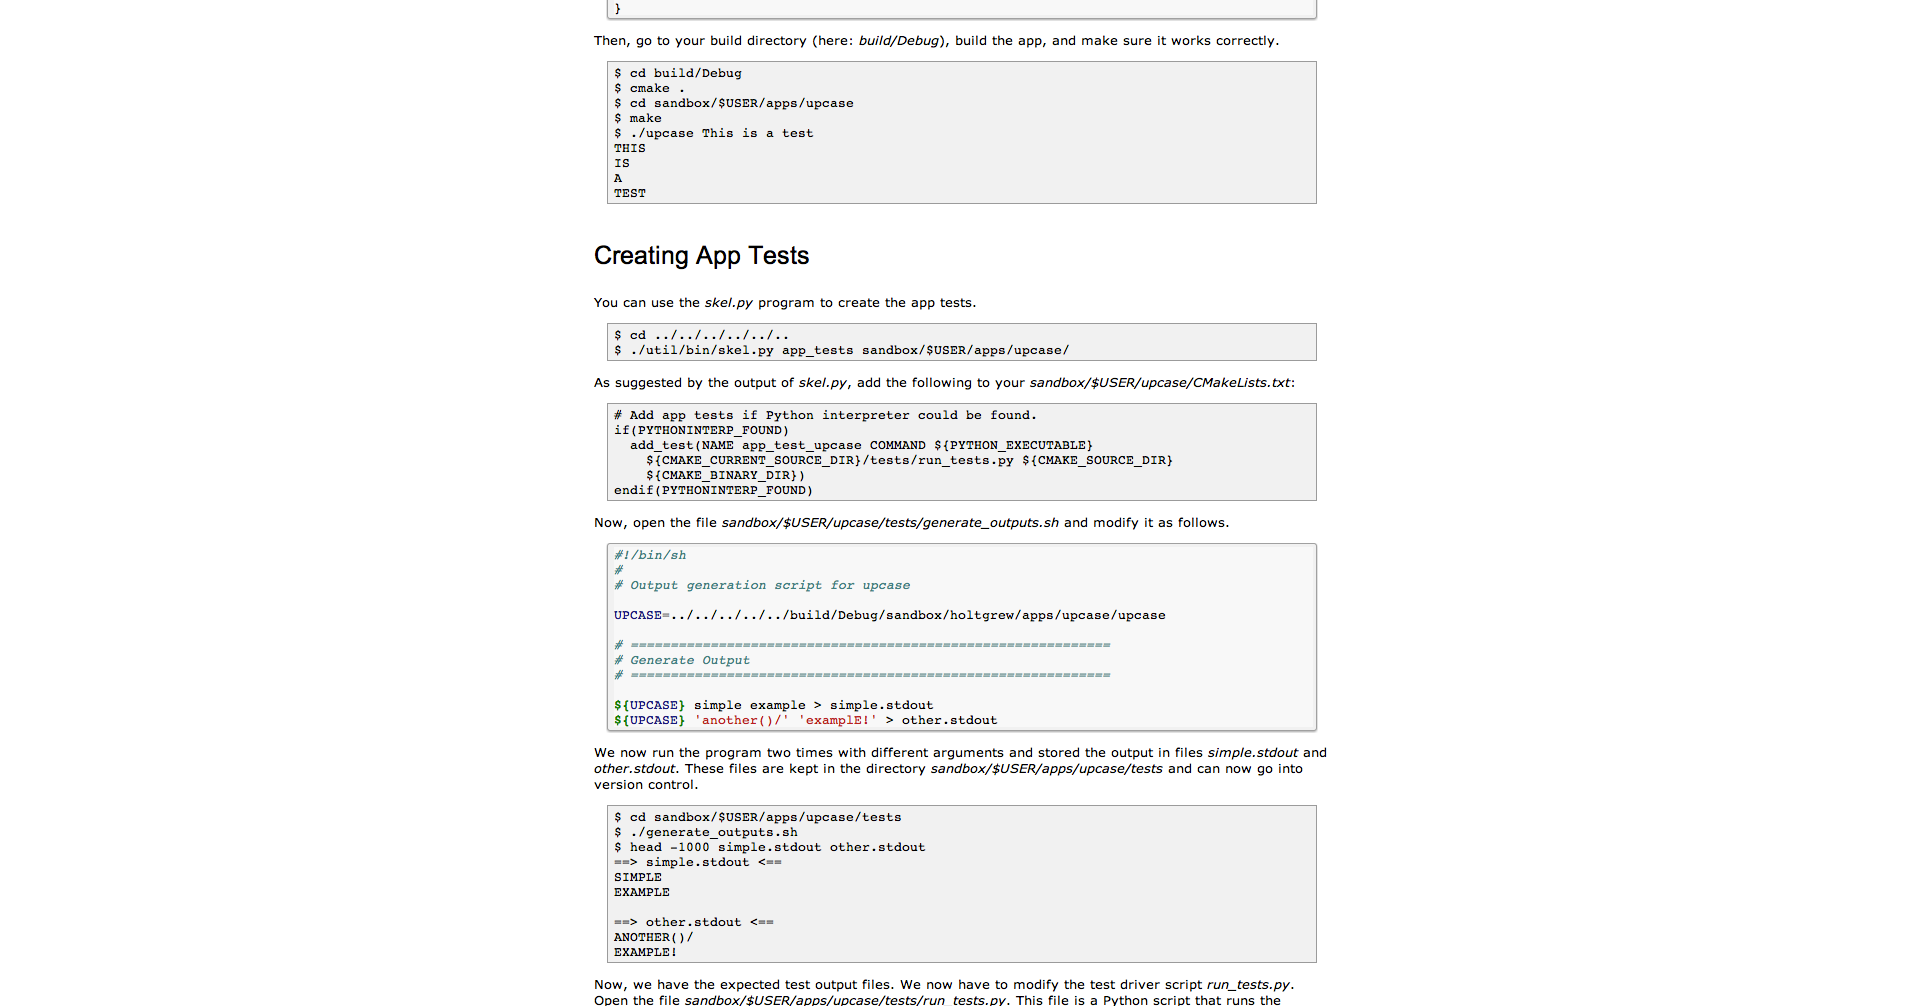 }
Then, go to your build directory (here: build/Debug), build the app, and make sure it works correctly.
$ cd build/Debug
$ cmake .
$ cd sandbox/$USER/apps/upcase
$ make
$ ./upcase This is a test
THIS
IS
A
TEST
Creating App Tests
You can use the skel.py program to create the app tests.
$ cd ../../../../../..
$ ./util/bin/skel.py app_tests sandbox/$USER/apps/upcase/
As suggested by the output of skel.py, add the following to your sandbox/$USER/upcase/CMakeLists.txt:
# Add app tests if Python interpreter could be found.
if(PYTHONINTERP_FOUND)
  add_test(NAME app_test_upcase COMMAND ${PYTHON_EXECUTABLE}
    ${CMAKE_CURRENT_SOURCE_DIR}/tests/run_tests.py ${CMAKE_SOURCE_DIR}
    ${CMAKE_BINARY_DIR})
endif(PYTHONINTERP_FOUND)
Now, open the file sandbox/$USER/upcase/tests/generate_outputs.sh and modify it as follows.
#!/bin/sh
#
# Output generation script for upcase
UPCASE=../../../../../build/Debug/sandbox/holtgrew/apps/upcase/upcase
# ============================================================
# Generate Output
# ============================================================
${UPCASE} simple example > simple.stdout
${UPCASE} 'another()/' 'examplE!' > other.stdout
We now run the program two times with different arguments and stored the output in files simple.stdout and
other.stdout. These files are kept in the directory sandbox/$USER/apps/upcase/tests and can now go into
version control.
$ cd sandbox/$USER/apps/upcase/tests
$ ./generate_outputs.sh
$ head -1000 simple.stdout other.stdout
==> simple.stdout <==
SIMPLE
EXAMPLE
==> other.stdout <==
ANOTHER()/
EXAMPLE!
Now, we have the expected test output files. We now have to modify the test driver script run_tests.py.
Open the file sandbox/$USER/apps/upcase/tests/run_tests.py. This file is a Python script that runs the